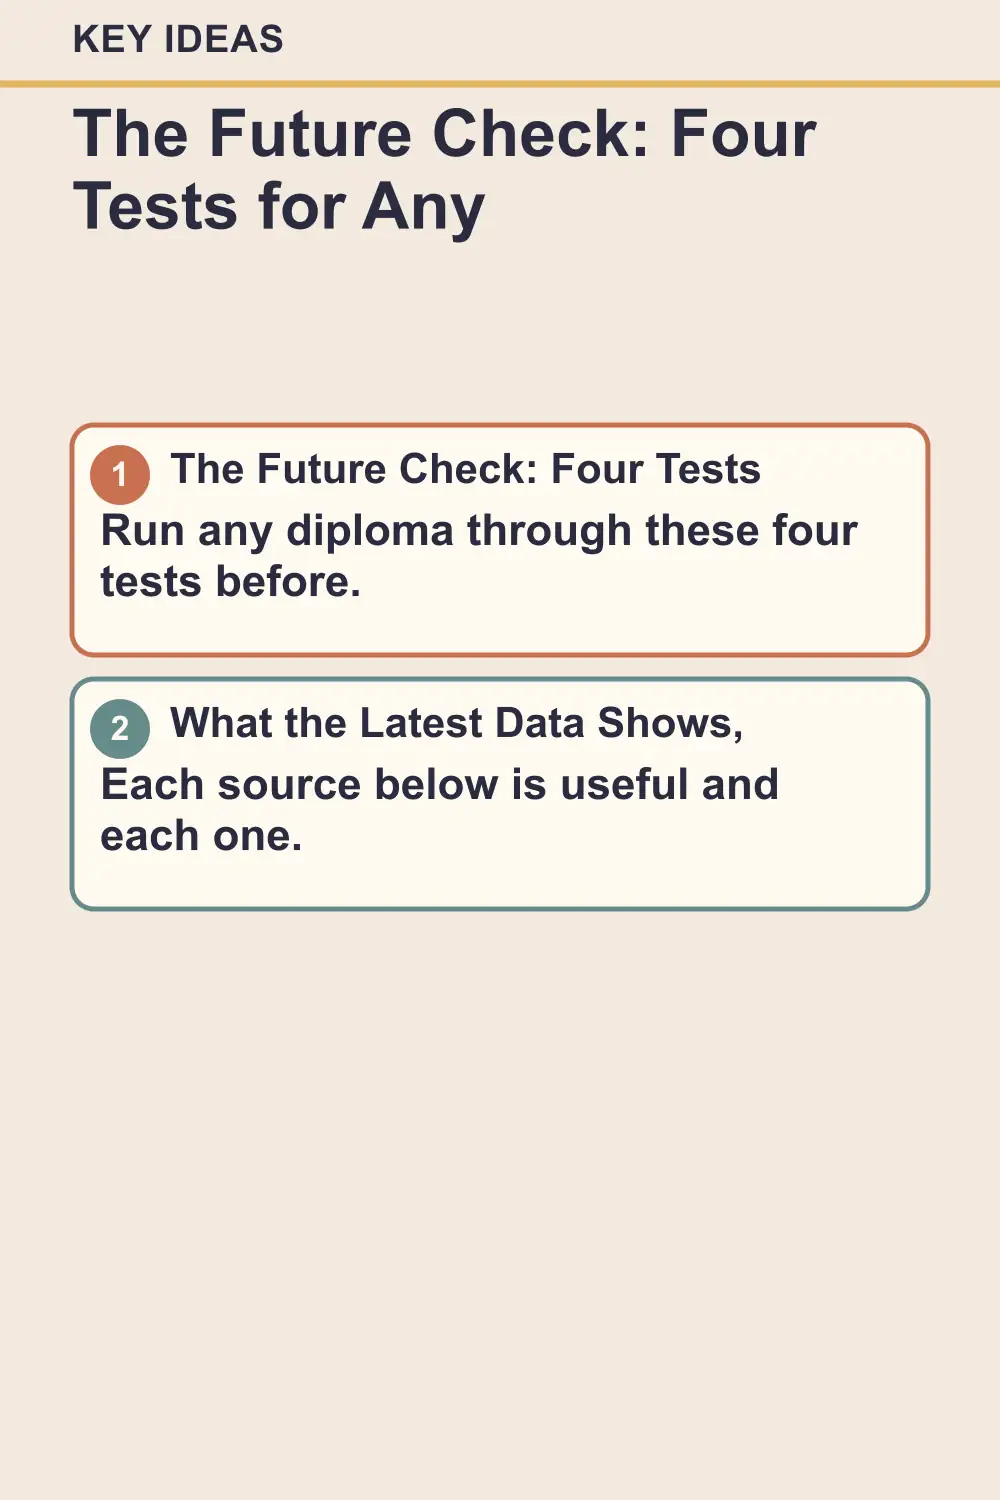 KEY IDEAS
The Future Check: Four
Tests for Any
1 The Future Check: Four Tests
Run any diploma through these four
tests before.
2 What the Latest Data Shows,
Each source below is useful and
each one.